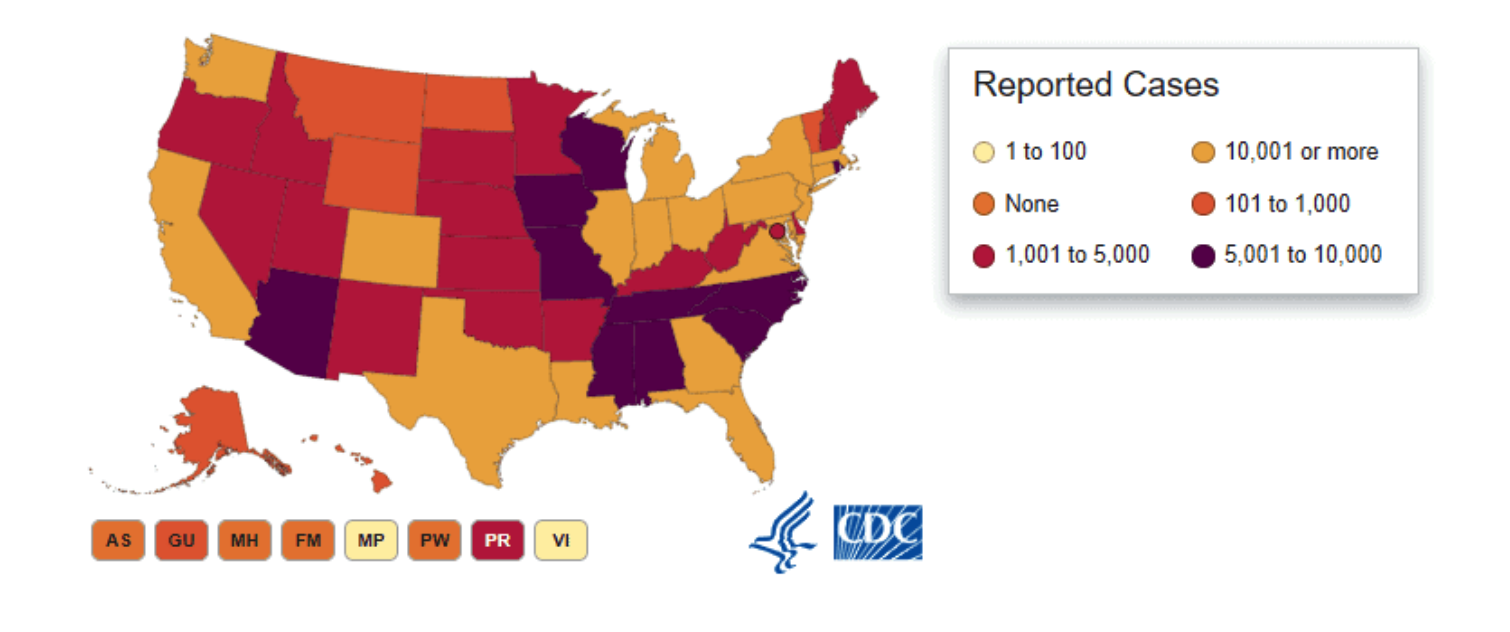 Reported Cases
1 to 100
10,001 or more
None
101 to 1,000
1,001 to 5,000
5,001 to 10,000
AS GU MH FM MP PW PR VI
CDC